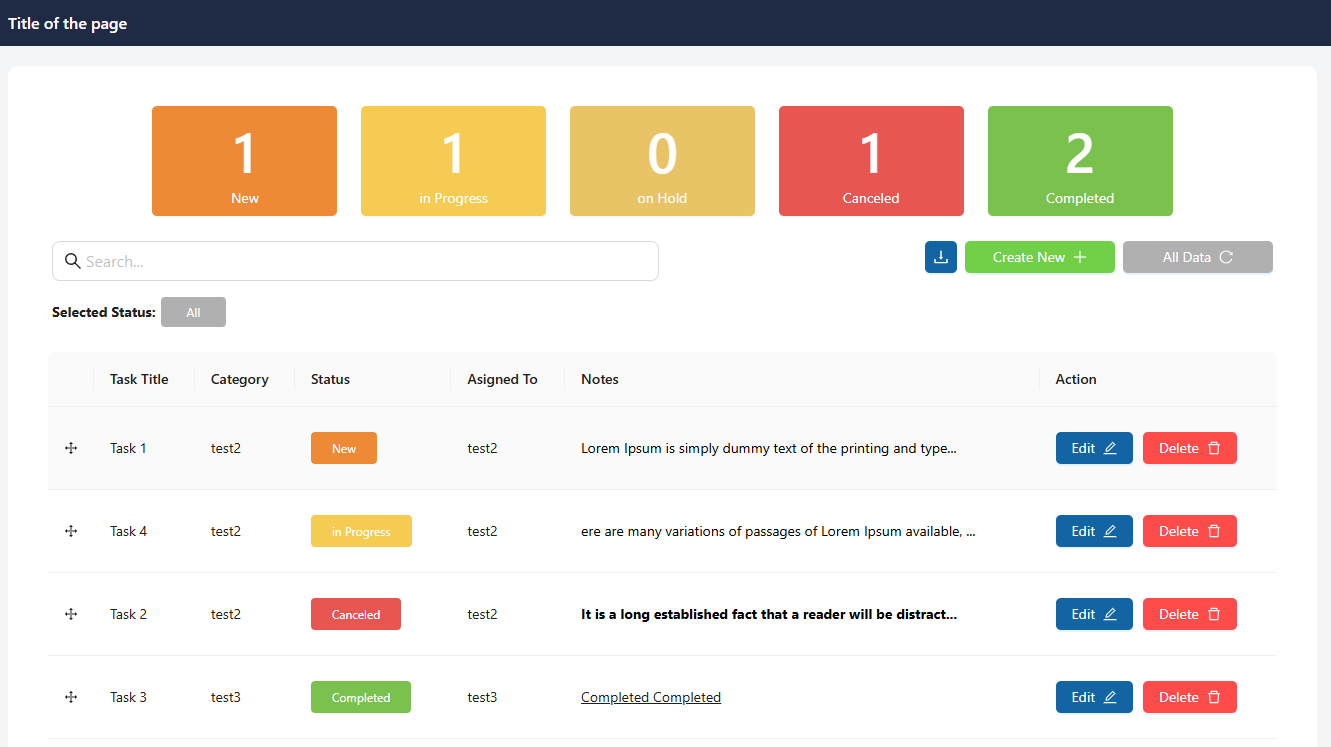 Title of the page
1 1 0 1 2
New in Progress on Hold Canceled Completed
Search... Create New All Data
Selected Status: All
Task Title Category Status Asigned To Notes Action
Task 1 test2 New test2 Lorem Ipsum is simply dummy text of the printing and type... Edit Delete
Task 4 test2 in Progress test2 ere are many variations of passages of Lorem Ipsum available, ... Edit Delete
Task 2 test2 Canceled test2 It is a long established fact that a reader will be distract... Edit Delete
Task 3 test3 Completed test3 Completed Completed Edit Delete